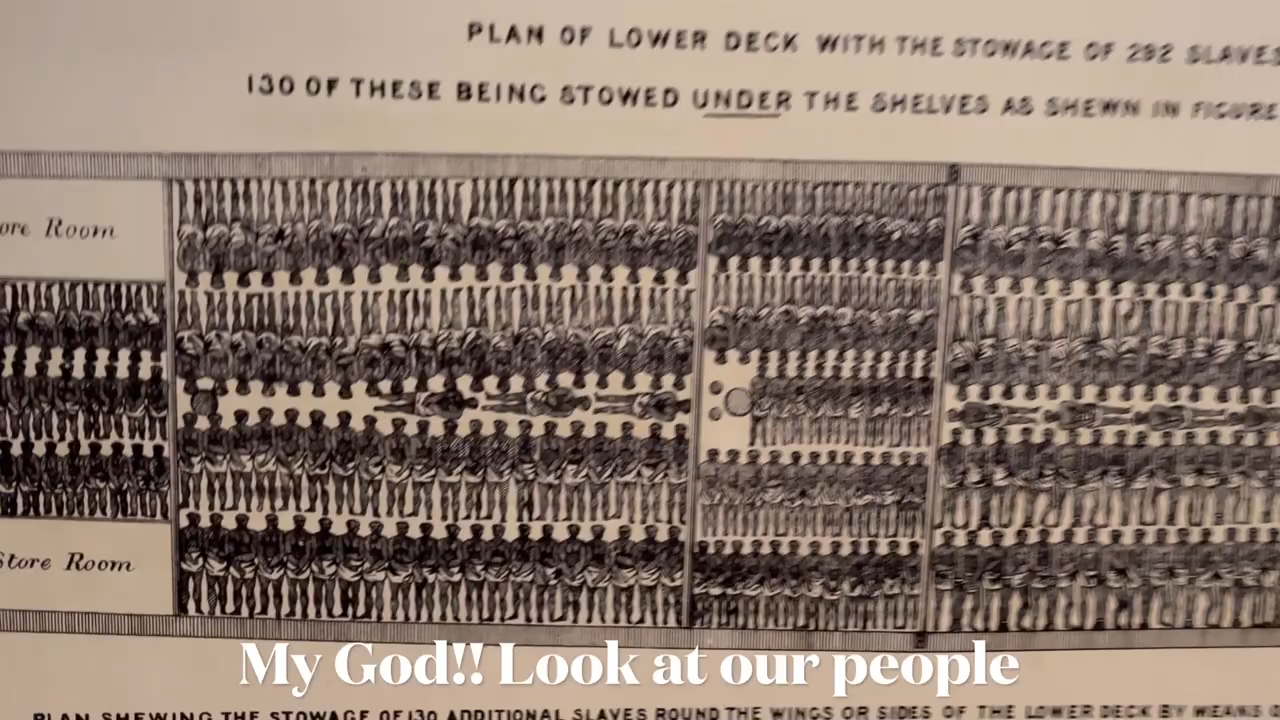 PLAN OF LOWER DECK WITH THE STOWAGE OF 292 SLAVES
130 OF THESE BEING STOWED UNDER THE SHELVES AS SHEWN IN FIGURE
ore Room
Store Room
My God!! Look at our people
PLAN SHEWING THE STOWAGE OF 130 ADDITIONAL SLAVES ROUND THE WINGS OR SIDES OF THE LOWER DECK BY MEANS O